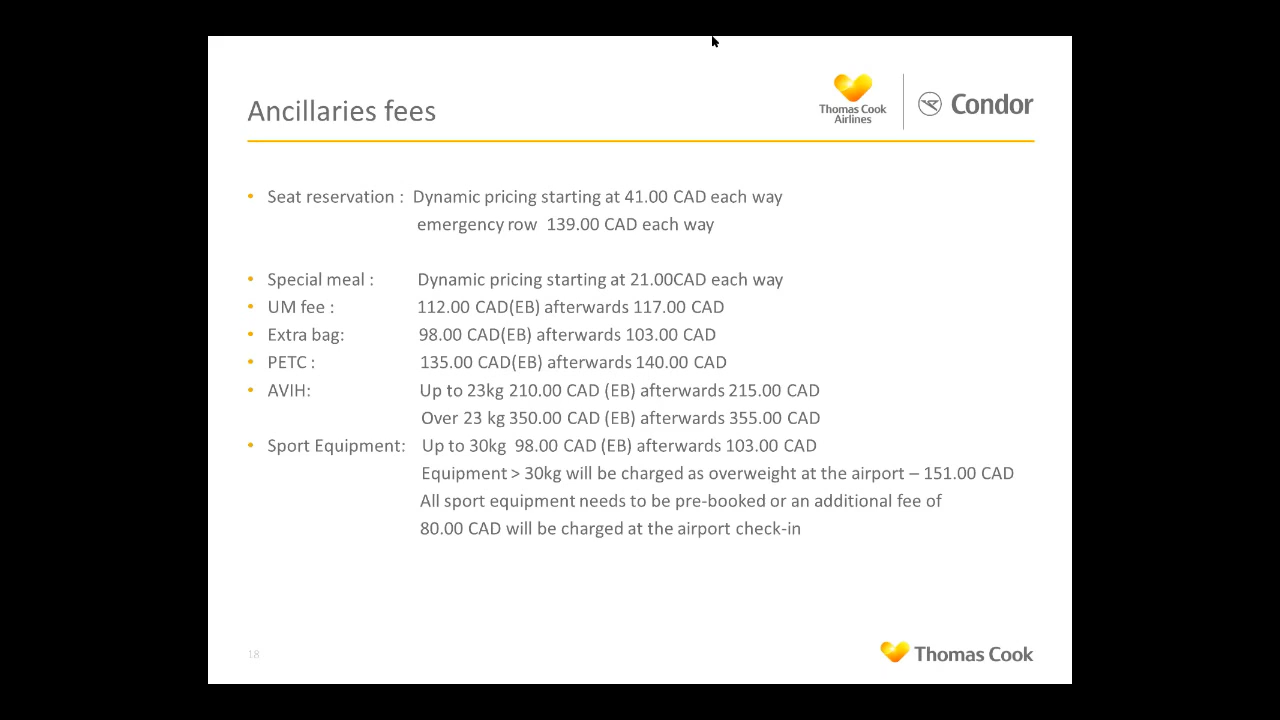 Ancillaries fees
Thomas Cook
Airlines
Condor
• Seat reservation : Dynamic pricing starting at 41.00 CAD each way
emergency row 139.00 CAD each way
• Special meal : Dynamic pricing starting at 21.00CAD each way
• UM fee : 112.00 CAD(EB) afterwards 117.00 CAD
• Extra bag: 98.00 CAD(EB) afterwards 103.00 CAD
• PETC : 135.00 CAD(EB) afterwards 140.00 CAD
• AVIH: Up to 23kg 210.00 CAD (EB) afterwards 215.00 CAD
Over 23 kg 350.00 CAD (EB) afterwards 355.00 CAD
• Sport Equipment: Up to 30kg 98.00 CAD (EB) afterwards 103.00 CAD
Equipment > 30kg will be charged as overweight at the airport – 151.00 CAD
All sport equipment needs to be pre-booked or an additional fee of
80.00 CAD will be charged at the airport check-in
18
Thomas Cook